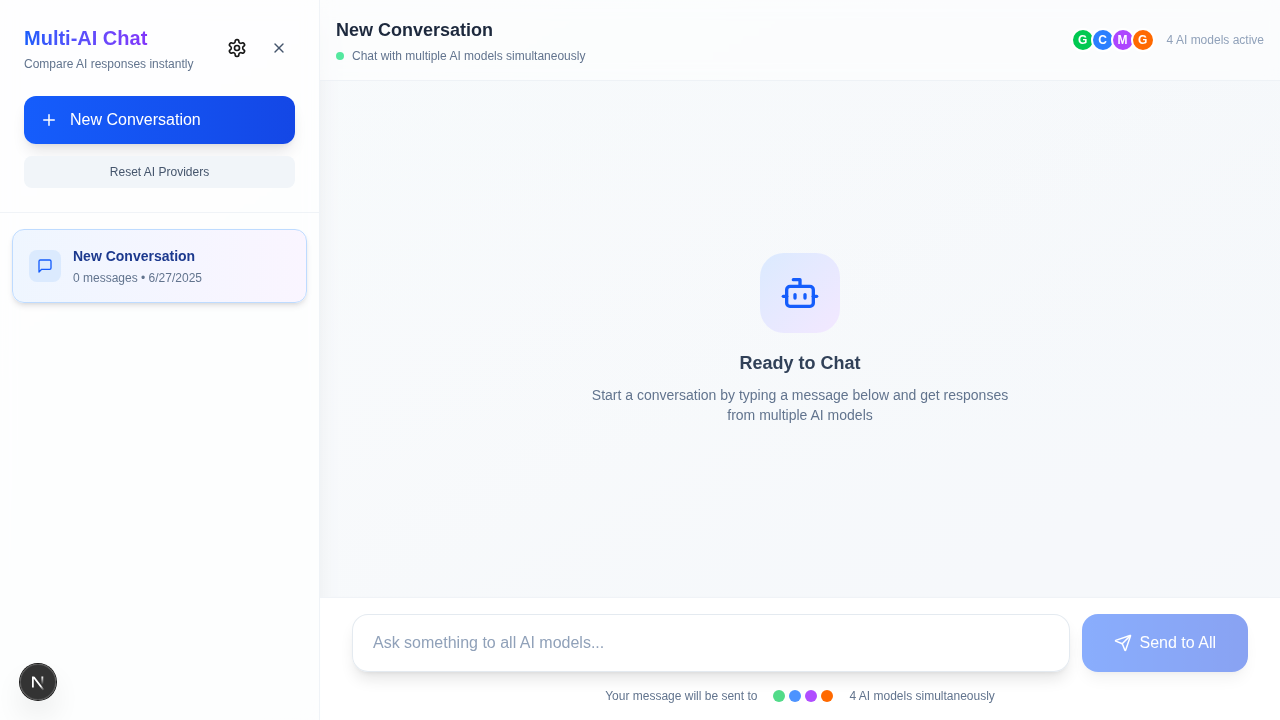 Multi-AI Chat
Compare AI responses instantly
New Conversation
Reset AI Providers
New Conversation
0 messages • 6/27/2025
N
New Conversation
Chat with multiple AI models simultaneously
G C M G
4 AI models active
Ready to Chat
Start a conversation by typing a message below and get responses
from multiple AI models
Ask something to all AI models...
Send to All
Your message will be sent to
4 AI models simultaneously